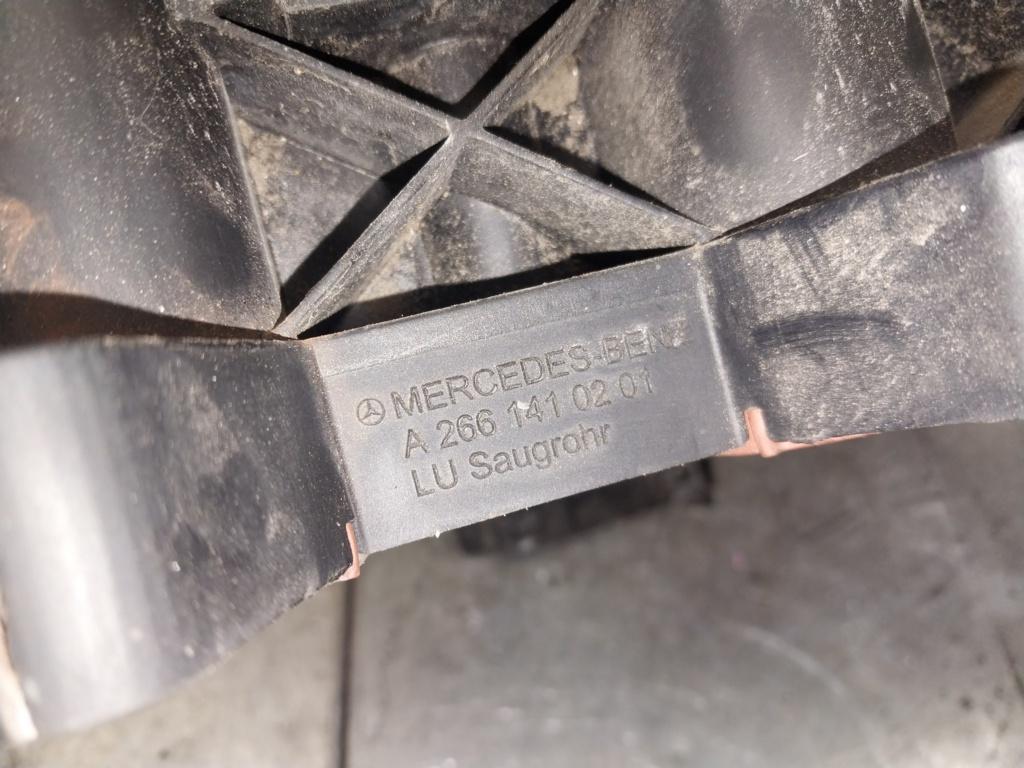 MERCEDES-BENZ
A 266 141 02 01
LU Saugrohr